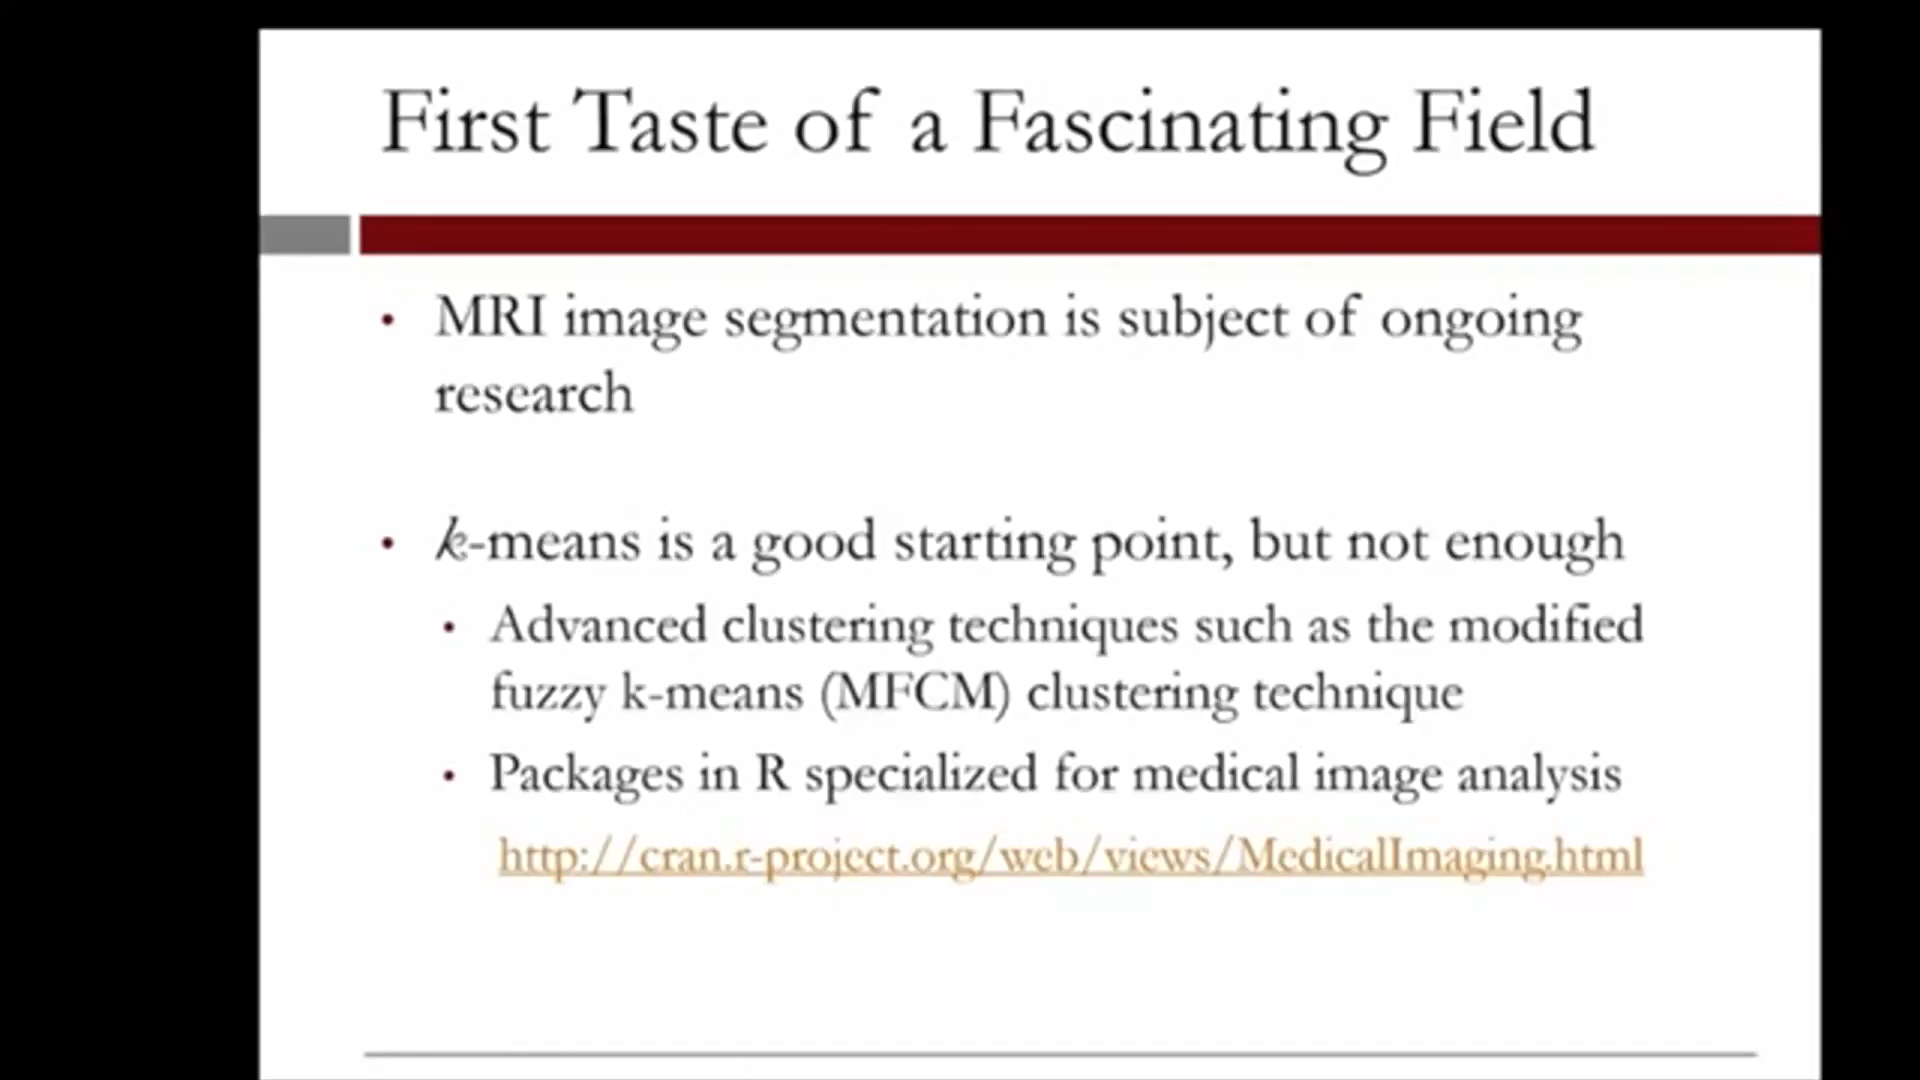 First Taste of a Fascinating Field
• MRI image segmentation is subject of ongoing
research
• k-means is a good starting point, but not enough
• Advanced clustering techniques such as the modified
fuzzy k-means (MFCM) clustering technique
• Packages in R specialized for medical image analysis
http://cran.r-project.org/web/views/MedicalImaging.html